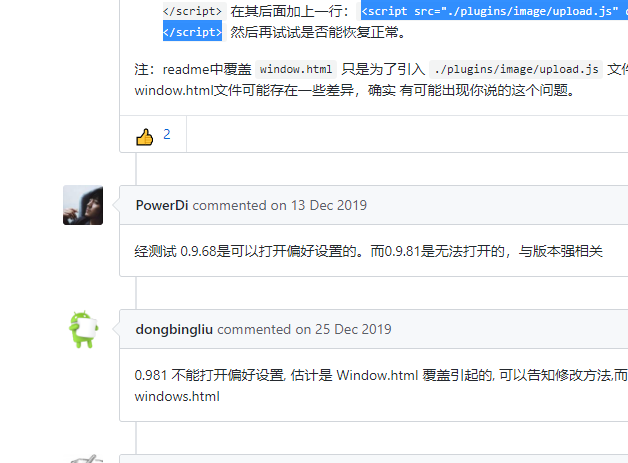 </script> 在其后面加上一行：<script src="./plugins/image/upload.js"
</script> 然后再试试是否能恢复正常。
注：readme中覆盖 window.html 只是为了引入 ./plugins/image/upload.js 文
window.html文件可能存在一些差异，确实 有可能出现你说的这个问题。
👍 2
PowerDi commented on 13 Dec 2019
经测试 0.9.68是可以打开偏好设置的。而0.9.81是无法打开的，与版本强相关
dongbingliu commented on 25 Dec 2019
0.981 不能打开偏好设置, 估计是 Window.html 覆盖引起的, 可以告知修改方法,而
windows.html